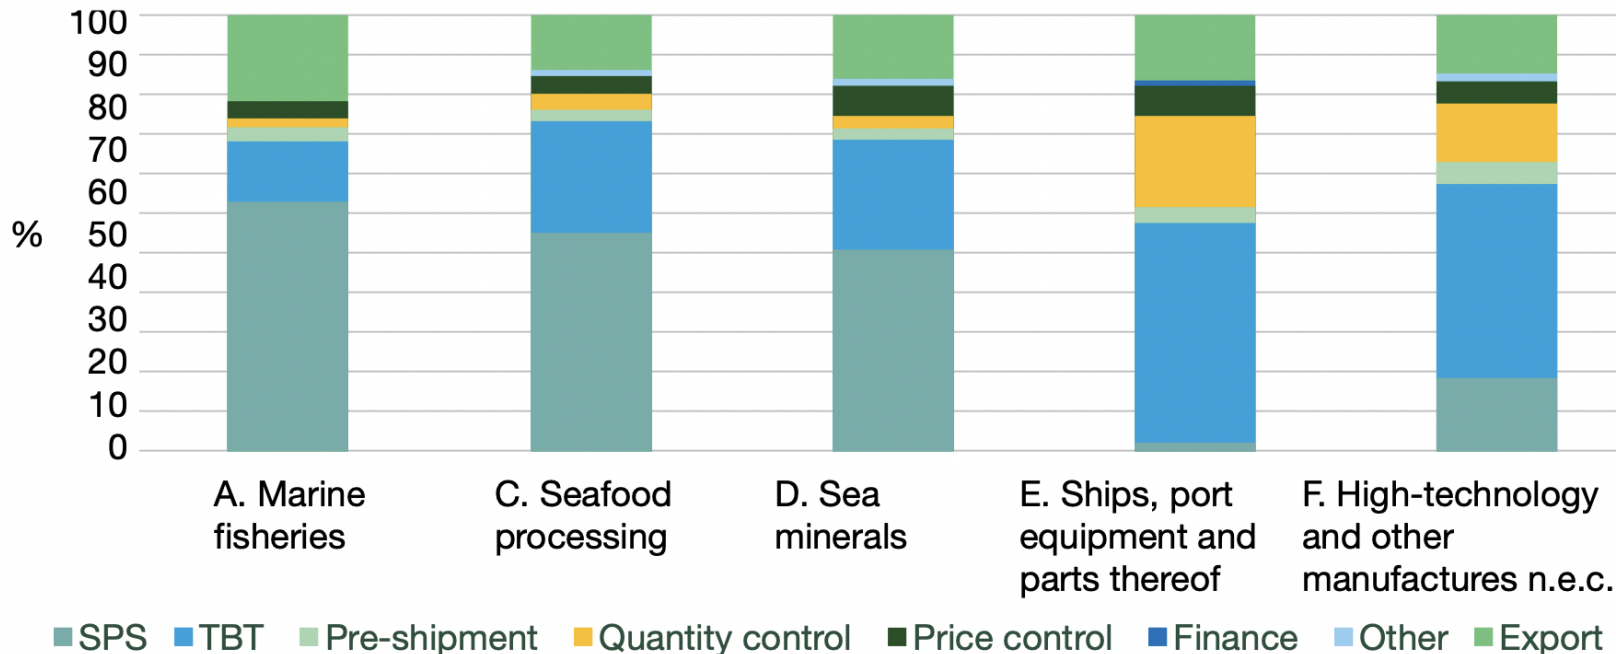 100
90
80
70
60
%
50
40
30
20
10
0
A. Marine
fisheries
C. Seafood
processing
D. Sea
minerals
E. Ships, port
equipment and
parts thereof
F. High-technology
and other
manufactures n.e.c.
SPS TBT Pre-shipment Quantity control Price control Finance Other Export